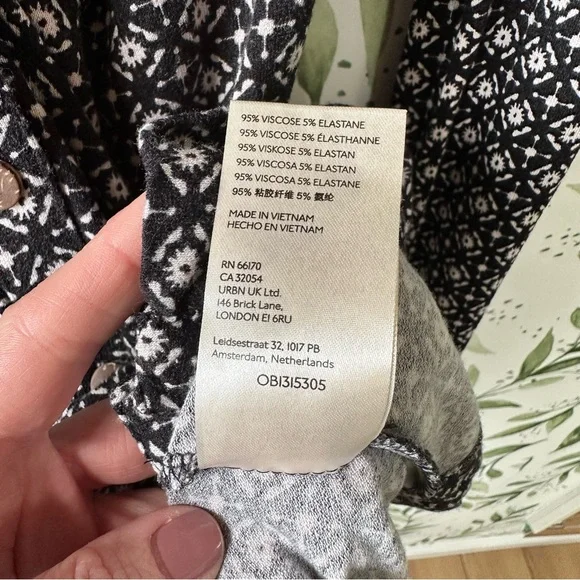 95% VISCOSE 5% ELASTANE
95% VISCOSE 5% ÉLASTHANNE
95% VISKOSE 5% ELASTAN
95% VISCOSA 5% ELASTAN
95% VISCOSA 5% ELASTANE
95% 粘胶纤维 5% 氨纶
MADE IN VIETNAM
HECHO EN VIETNAM
RN 66170
CA 32054
URBN UK Ltd.
146 Brick Lane,
LONDON E1 6RU
Leidsestraat 32, 1017 PB
Amsterdam, Netherlands
OB1315305